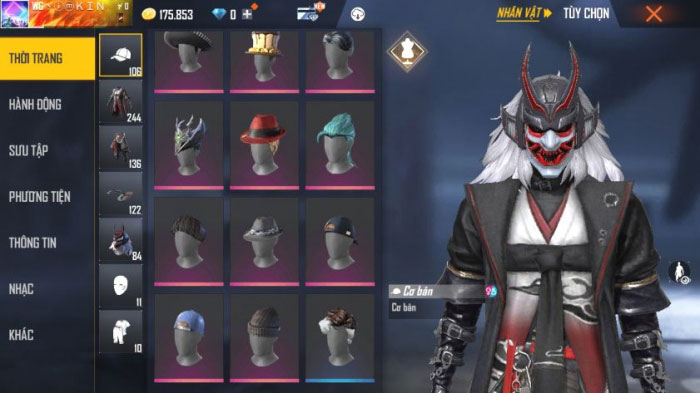 175.853
0
NHÂN VẬT
TÙY CHỌN
THỜI TRANG
HÀNH ĐỘNG
SƯU TẬP
PHƯƠNG TIỆN
THÔNG TIN
NHẠC
KHÁC
106
244
136
122
84
11
10
Cơ bản
Cơ bản